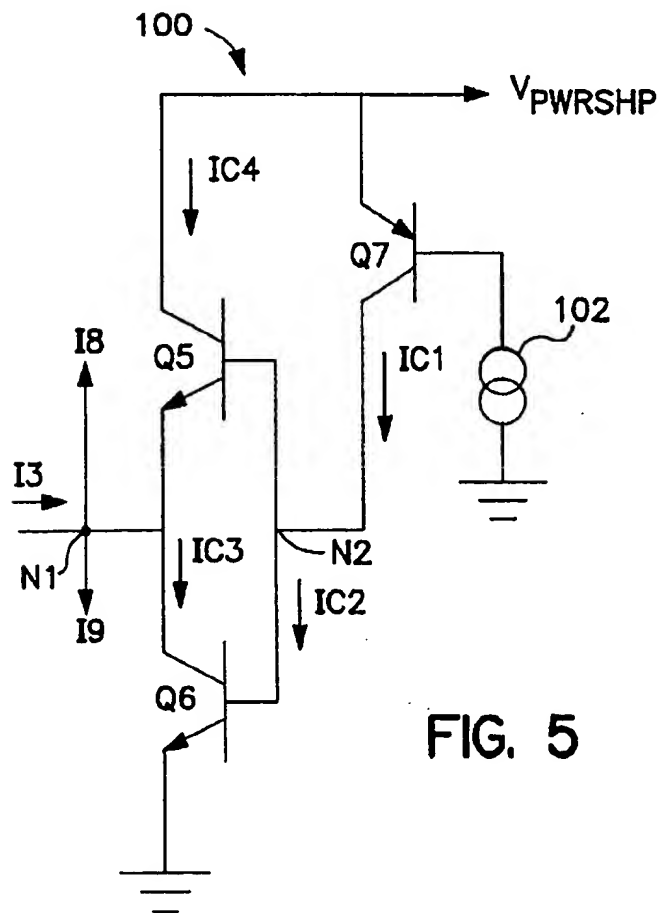 100
VPWRSHP
IC4
Q7
102
I8
Q5
IC1
I3
N1
IC3
N2
I9
IC2
Q6
FIG. 5